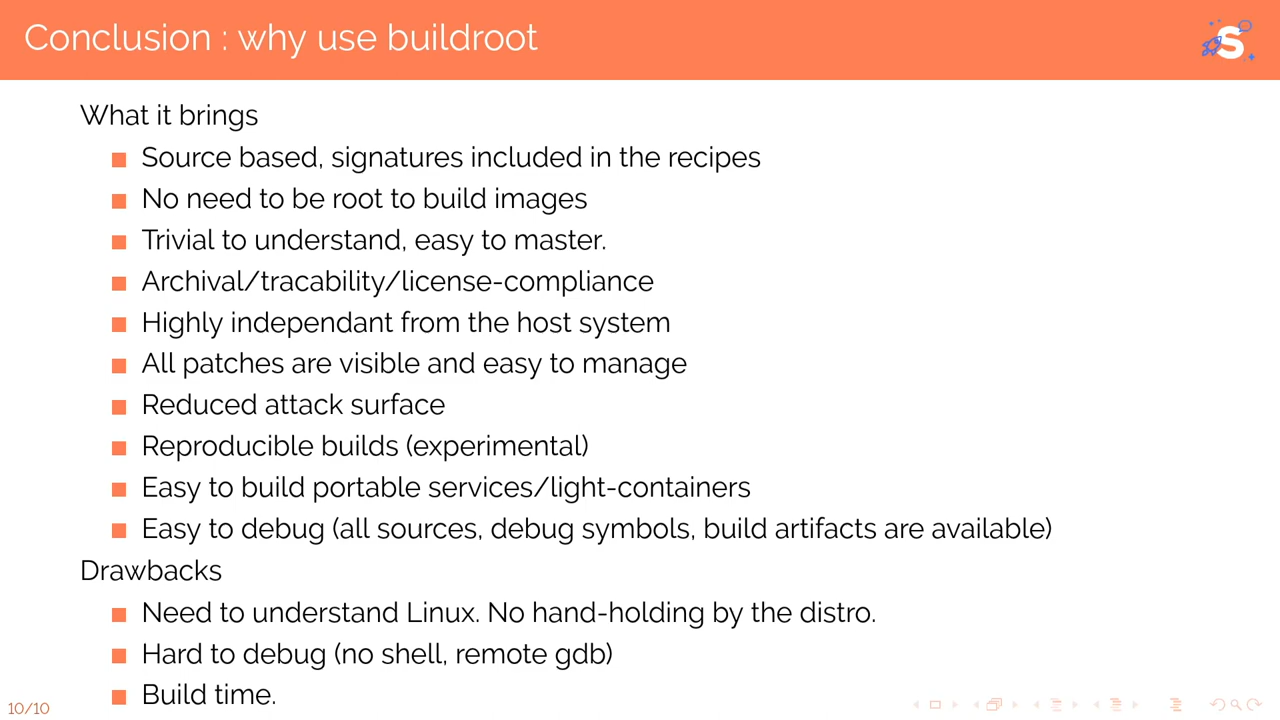 Conclusion : why use buildroot
S
What it brings
Source based, signatures included in the recipes
No need to be root to build images
Trivial to understand, easy to master.
Archival/tracability/license-compliance
Highly independant from the host system
All patches are visible and easy to manage
Reduced attack surface
Reproducible builds (experimental)
Easy to build portable services/light-containers
Easy to debug (all sources, debug symbols, build artifacts are available)
Drawbacks
Need to understand Linux. No hand-holding by the distro.
Hard to debug (no shell, remote gdb)
Build time.
10/10